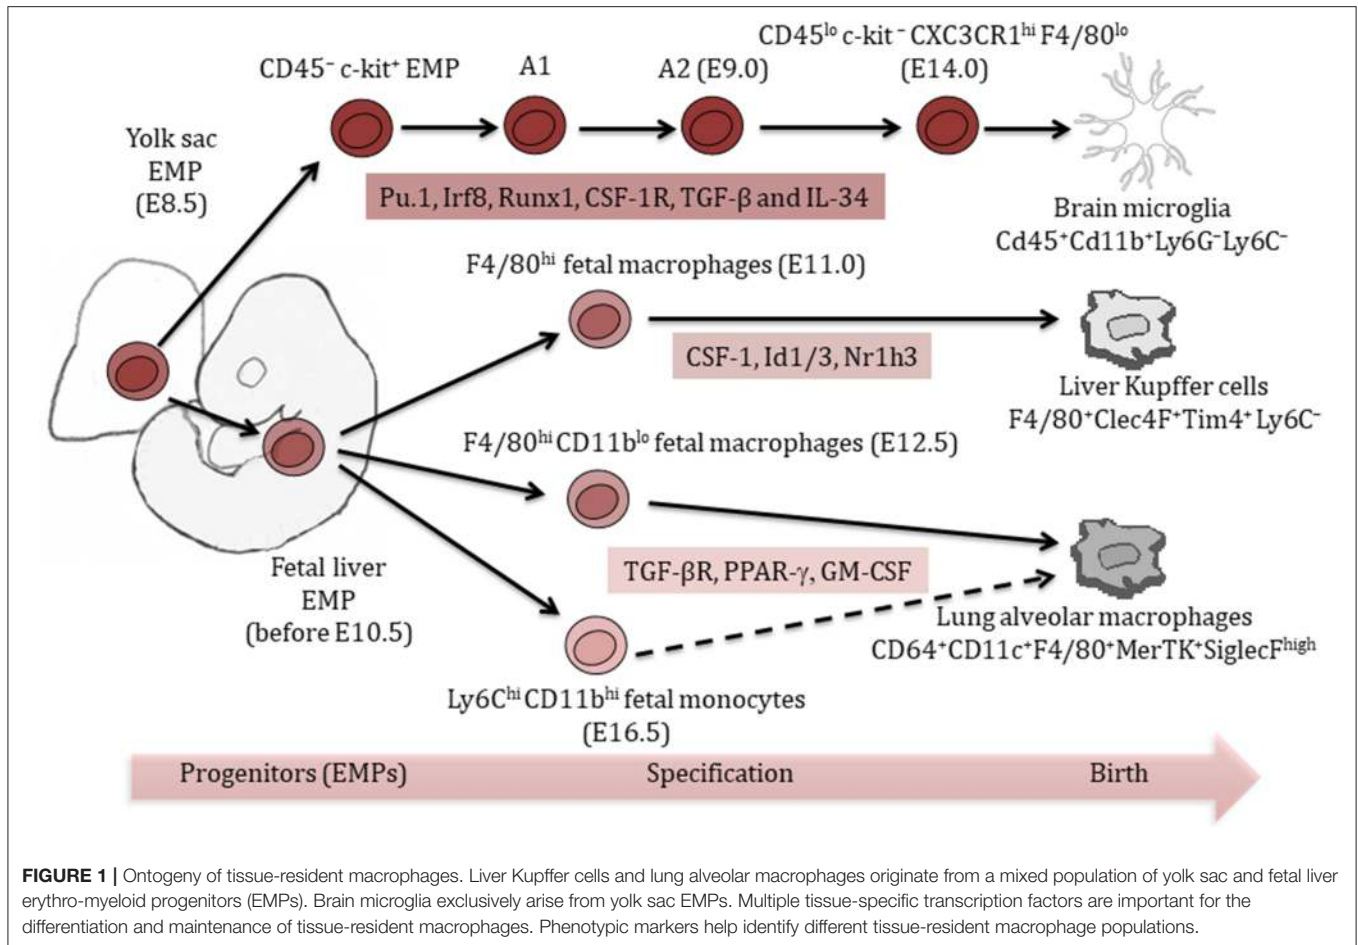 CD45lo c-kit– CXC3CR1hi F4/80lo
(E14.0)
CD45– c-kit+ EMP
A1
A2 (E9.0)
Yolk sac
EMP
(E8.5)
Pu.1, Irf8, Runx1, CSF-1R, TGF-β and IL-34
Brain microglia
Cd45+Cd11b+Ly6G–Ly6C–
F4/80hi fetal macrophages (E11.0)
CSF-1, Id1/3, Nr1h3
Liver Kupffer cells
F4/80+Clec4F+Tim4+ Ly6C–
F4/80hi CD11blo fetal macrophages (E12.5)
TGF-βR, PPAR-γ, GM-CSF
Fetal liver
EMP
(before E10.5)
Lung alveolar macrophages
CD64+CD11c+F4/80+MerTK+SiglecFhigh
Ly6Chi CD11bhi fetal monocytes
(E16.5)
Progenitors (EMPs)
Specification
Birth
FIGURE 1 | Ontogeny of tissue-resident macrophages. Liver Kupffer cells and lung alveolar macrophages originate from a mixed population of yolk sac and fetal liver
erythro-myeloid progenitors (EMPs). Brain microglia exclusively arise from yolk sac EMPs. Multiple tissue-specific transcription factors are important for the
differentiation and maintenance of tissue-resident macrophages. Phenotypic markers help identify different tissue-resident macrophage populations.